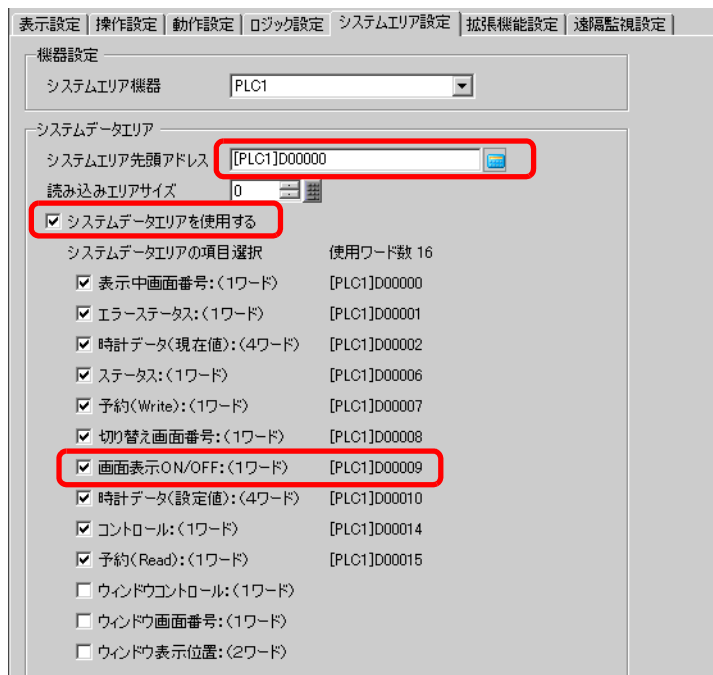 表示設定 操作設定 動作設定 ロジック設定 システムエリア設定 拡張機能設定 遠隔監視設定
機器設定
システムエリア機器 PLC1
システムデータエリア
システムエリア先頭アドレス [PLC1]D00000
読み込みエリアサイズ 0
システムデータエリアを使用する
システムデータエリアの項目選択 使用ワード数 16
表示中画面番号:(1ワード) [PLC1]D00000
エラーステータス:(1ワード) [PLC1]D00001
時計データ(現在値):(4ワード) [PLC1]D00002
ステータス:(1ワード) [PLC1]D00006
予約(Write):(1ワード) [PLC1]D00007
切り替え画面番号:(1ワード) [PLC1]D00008
画面表示ON/OFF:(1ワード) [PLC1]D00009
時計データ(設定値):(4ワード) [PLC1]D00010
コントロール:(1ワード) [PLC1]D00014
予約(Read):(1ワード) [PLC1]D00015
ウィンドウコントロール:(1ワード)
ウィンドウ画面番号:(1ワード)
ウィンドウ表示位置:(2ワード)